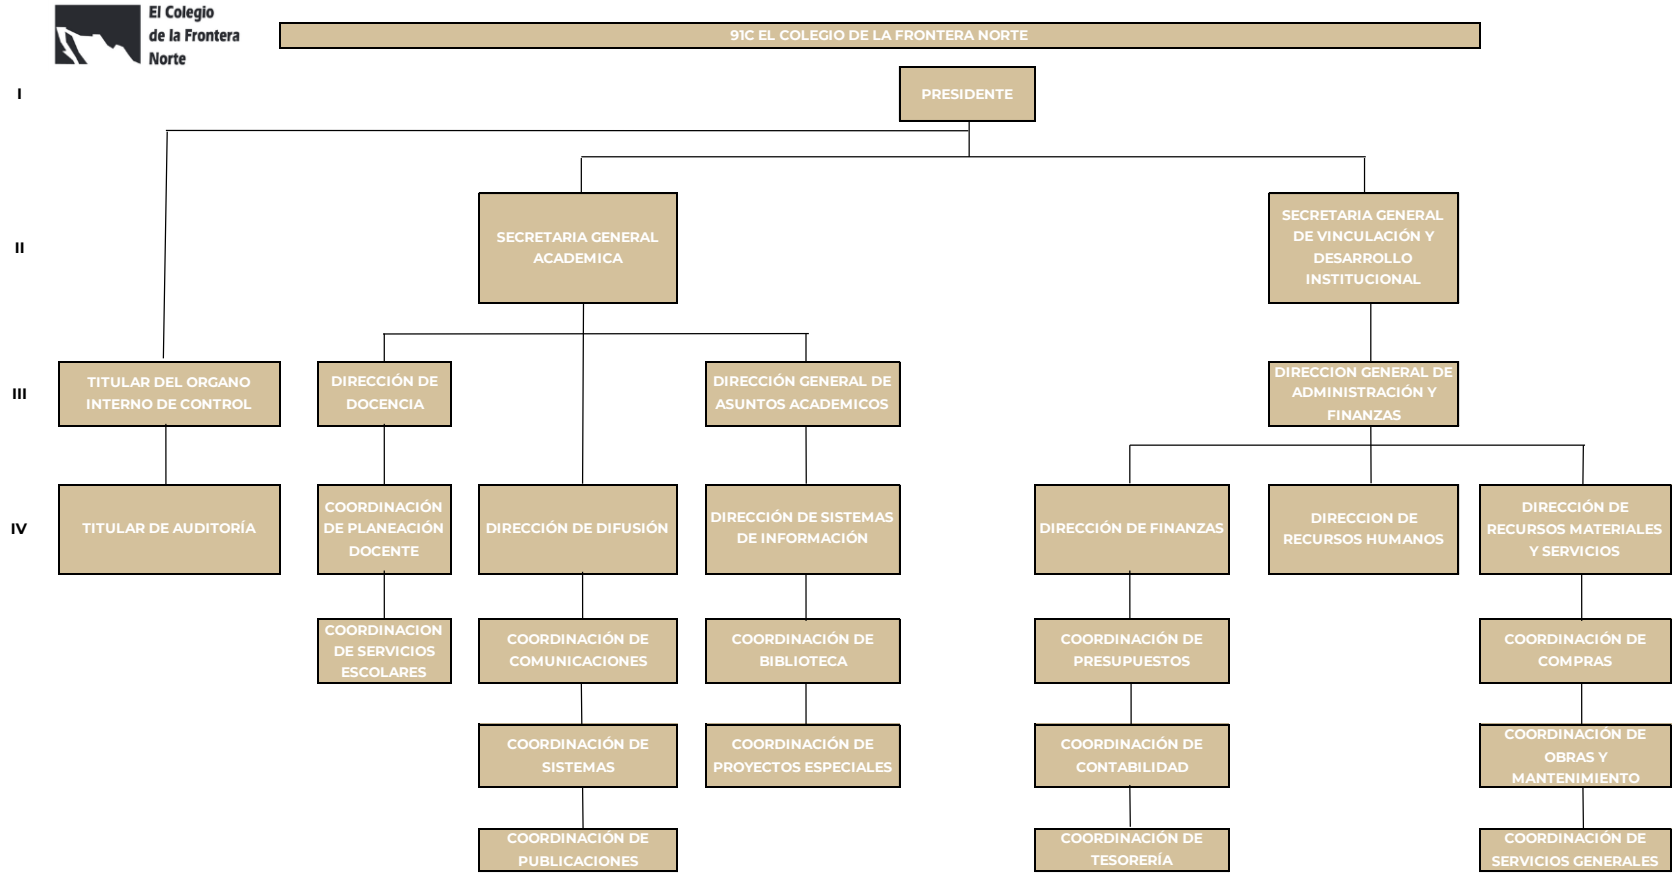 El Colegio
de la Frontera
Norte
91C EL COLEGIO DE LA FRONTERA NORTE
I
PRESIDENTE
II
SECRETARIA GENERAL
ACADEMICA
SECRETARIA GENERAL
DE VINCULACIÓN Y
DESARROLLO
INSTITUCIONAL
III
TITULAR DEL ORGANO
INTERNO DE CONTROL
DIRECCIÓN DE
DOCENCIA
DIRECCIÓN GENERAL DE
ASUNTOS ACADEMICOS
DIRECCION GENERAL DE
ADMINISTRACIÓN Y
FINANZAS
IV
TITULAR DE AUDITORÍA
COORDINACIÓN
DE PLANEACIÓN
DOCENTE
DIRECCIÓN DE DIFUSIÓN
DIRECCIÓN DE SISTEMAS
DE INFORMACIÓN
DIRECCIÓN DE FINANZAS
DIRECCION DE
RECURSOS HUMANOS
DIRECCIÓN DE
RECURSOS MATERIALES
Y SERVICIOS
COORDINACION
DE SERVICIOS
ESCOLARES
COORDINACIÓN DE
COMUNICACIONES
COORDINACIÓN DE
BIBLIOTECA
COORDINACIÓN DE
PRESUPUESTOS
COORDINACIÓN DE
COMPRAS
COORDINACIÓN DE
SISTEMAS
COORDINACIÓN DE
PROYECTOS ESPECIALES
COORDINACIÓN DE
CONTABILIDAD
COORDINACIÓN DE
OBRAS Y
MANTENIMIENTO
COORDINACIÓN DE
PUBLICACIONES
COORDINACIÓN DE
TESORERÍA
COORDINACIÓN DE
SERVICIOS GENERALES